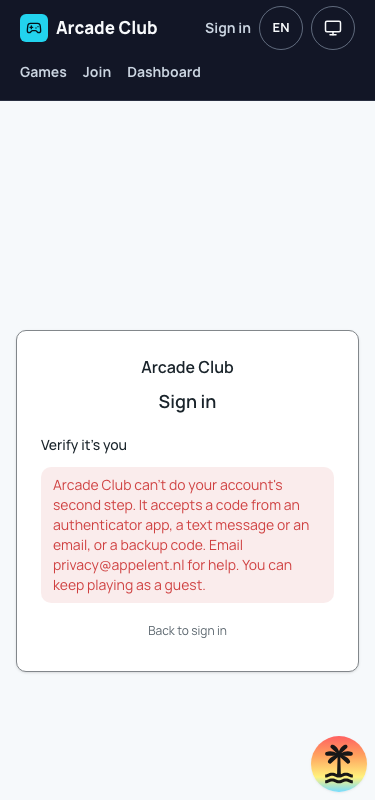 Arcade Club
Sign in
EN
Games
Join
Dashboard
Arcade Club
Sign in
Verify it's you
Arcade Club can't do your account's
second step. It accepts a code from an
authenticator app, a text message or an
email, or a backup code. Email
privacy@appelent.nl for help. You can
keep playing as a guest.
Back to sign in